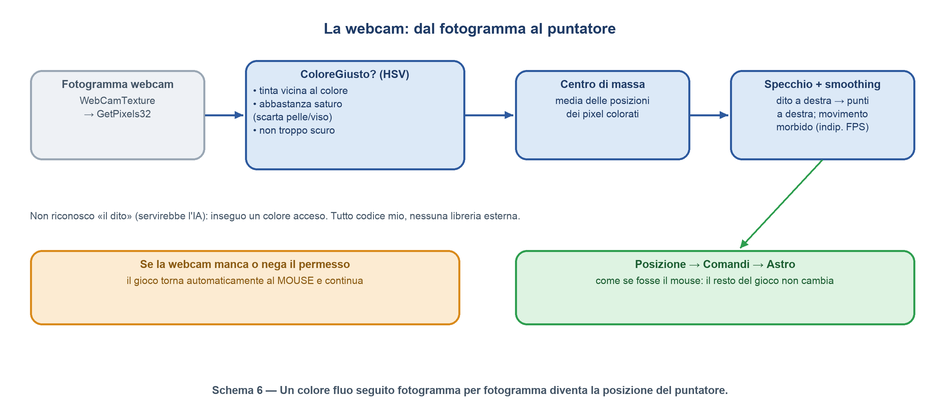 La webcam: dal fotogramma al puntatore
Fotogramma webcam
WebCamTexture
→ GetPixels32
ColoreGiusto? (HSV)
• tinta vicina al colore
• abbastanza saturo
(scarta pelle/viso)
• non troppo scuro
Centro di massa
media delle posizioni
dei pixel colorati
Specchio + smoothing
dito a destra → punti
a destra; movimento
morbido (indip. FPS)
Non riconosco «il dito» (servirebbe l'IA): inseguo un colore acceso. Tutto codice mio, nessuna libreria esterna.
Se la webcam manca o nega il permesso
il gioco torna automaticamente al MOUSE e continua
Posizione → Comandi → Astro
come se fosse il mouse: il resto del gioco non cambia
Schema 6 — Un colore fluo seguito fotogramma per fotogramma diventa la posizione del puntatore.